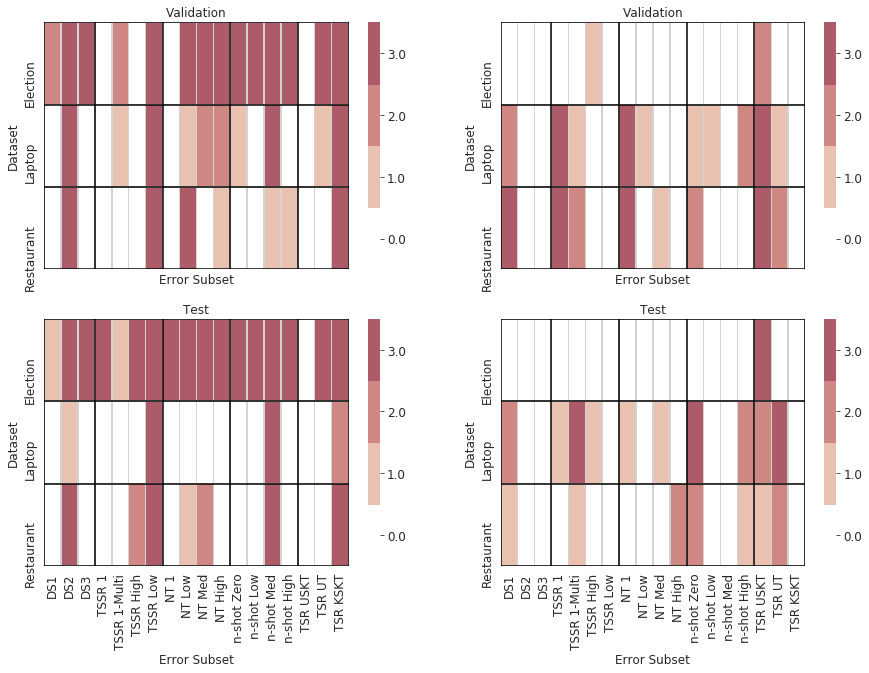 Validation
Dataset
Election
Laptop
Restaurant
Error Subset
3.0
2.0
1.0
0.0
Validation
Dataset
Election
Laptop
Restaurant
Error Subset
3.0
2.0
1.0
0.0
Test
Dataset
Election
Laptop
Restaurant
DS1
DS2
DS3
TSSR 1
TSSR 1-Multi
TSSR High
TSSR Low
NT 1
NT Low
NT Med
NT High
n-shot Zero
n-shot Low
n-shot Med
n-shot High
TSR USKT
TSR UT
TSR KSKT
Error Subset
3.0
2.0
1.0
0.0
Test
Dataset
Election
Laptop
Restaurant
DS1
DS2
DS3
TSSR 1
TSSR 1-Multi
TSSR High
TSSR Low
NT 1
NT Low
NT Med
NT High
n-shot Zero
n-shot Low
n-shot Med
n-shot High
TSR USKT
TSR UT
TSR KSKT
Error Subset
3.0
2.0
1.0
0.0